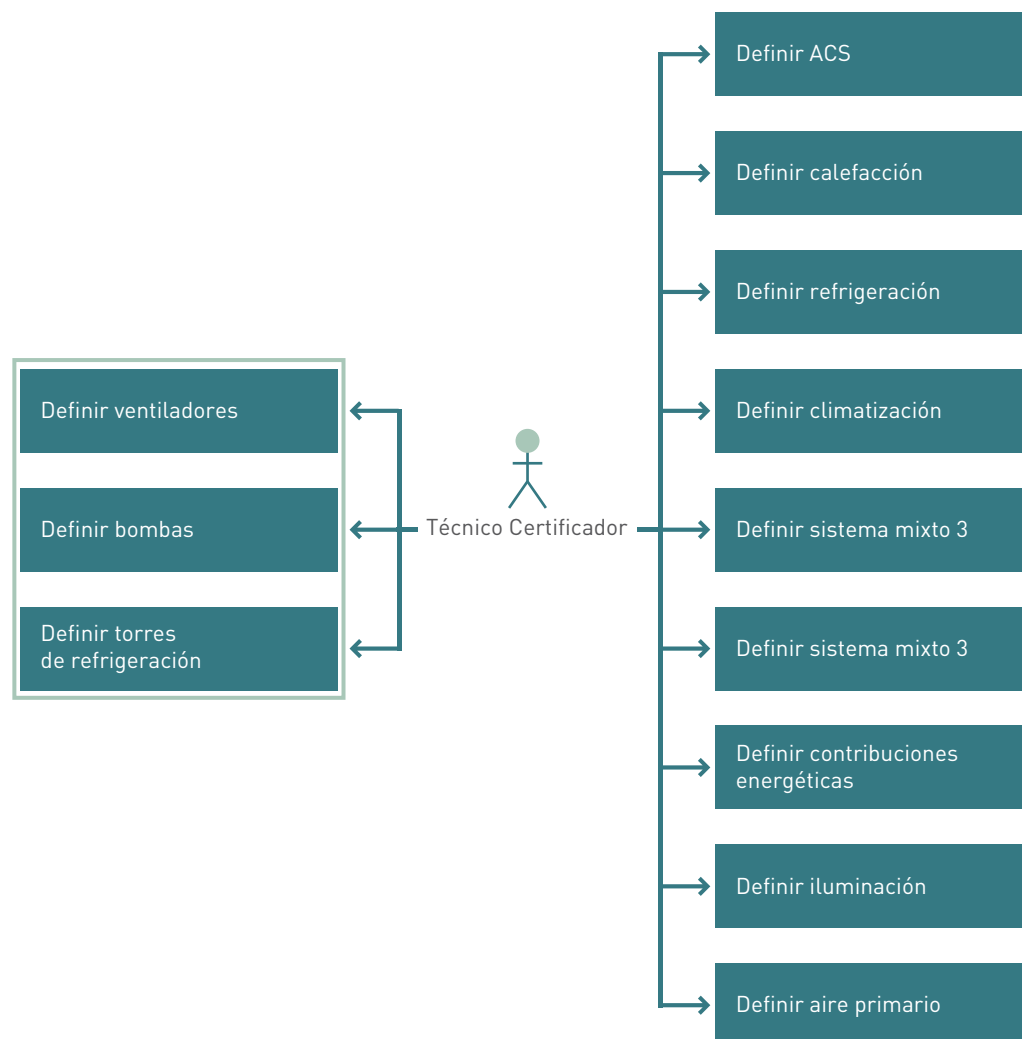 Definir ACS
Definir calefacción
Definir refrigeración
Definir climatización
Definir sistema mixto 3
Definir sistema mixto 3
Definir contribuciones
energéticas
Definir iluminación
Definir aire primario
Técnico Certificador
Definir ventiladores
Definir bombas
Definir torres
de refrigeración